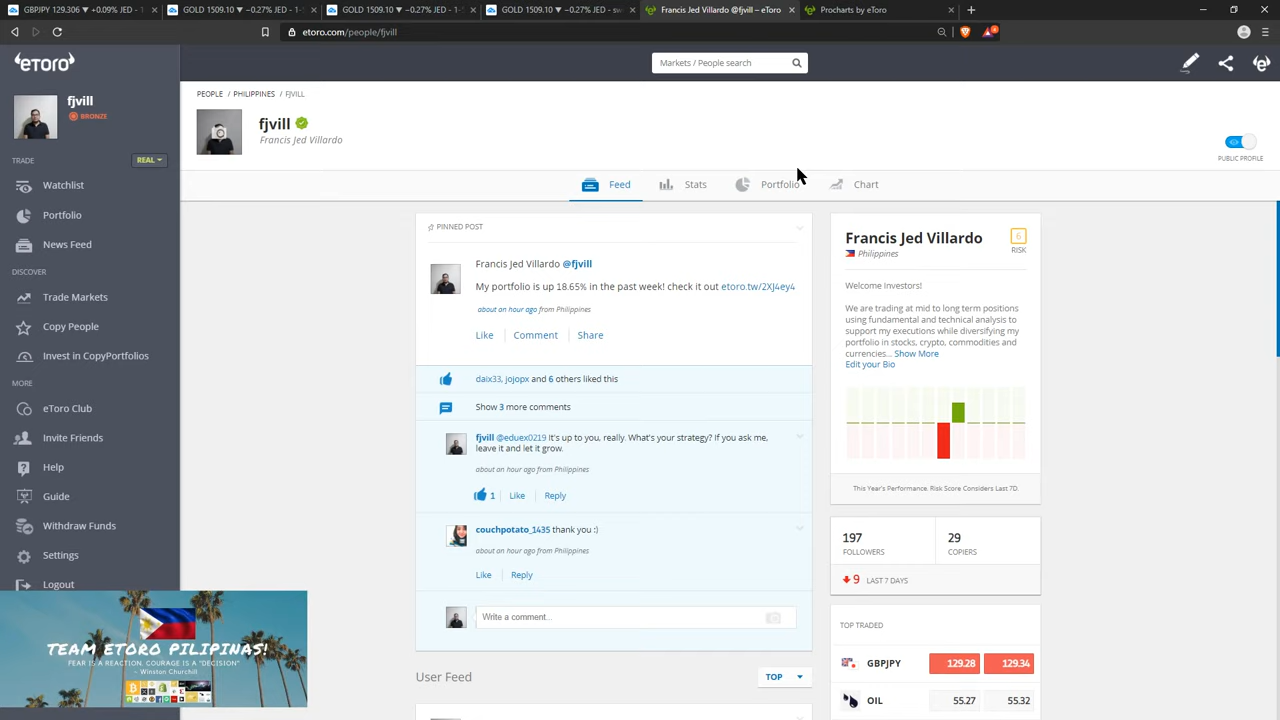 GBPJPY 129.306 ▼ +0.09% JED - 1
GOLD 1509.10 ▼ −0.27% JED - 1
GOLD 1509.10 ▼ −0.27% JED - 1
GOLD 1509.10 ▼ −0.27% JED - sw
Francis Jed Villardo @fjvill – eToro
Procharts by eToro
etoro.com/people/fjvill
eToro
Markets / People search
fjvill
BRONZE
TRADE
REAL
Watchlist
Portfolio
News Feed
DISCOVER
Trade Markets
Copy People
Invest in CopyPortfolios
MORE
eToro Club
Invite Friends
Help
Guide
Withdraw Funds
Settings
Logout
TEAM ETORO PILIPINAS!
FEAR IS A REACTION. COURAGE IS A "DECISION"
~ Winston Churchill
PEOPLE / PHILIPPINES / FJVILL
fjvill
Francis Jed Villardo
PUBLIC PROFILE
Feed
Stats
Portfolio
Chart
PINNED POST
Francis Jed Villardo @fjvill
My portfolio is up 18.65% in the past week! check it out etoro.tw/2XJ4ey4
about an hour ago from Philippines
Like Comment Share
daix33, jojopx and 6 others liked this
Show 3 more comments
fjvill @eduex0219 It's up to you, really. What's your strategy? If you ask me,
leave it and let it grow.
about an hour ago from Philippines
1 Like Reply
couchpotato_1435 thank you :)
about an hour ago from Philippines
Like Reply
Write a comment...
User Feed
TOP
Francis Jed Villardo
6
RISK
Philippines
Welcome Investors!
We are trading at mid to long term positions
using fundamental and technical analysis to
support my executions while diversifying my
portfolio in stocks, crypto, commodities and
currencies... Show More
Edit your Bio
This Year's Performance. Risk Score Considers Last 7D.
197
FOLLOWERS
29
COPIERS
9 LAST 7 DAYS
TOP TRADED
GBPJPY 129.28 129.34
OIL 55.27 55.32